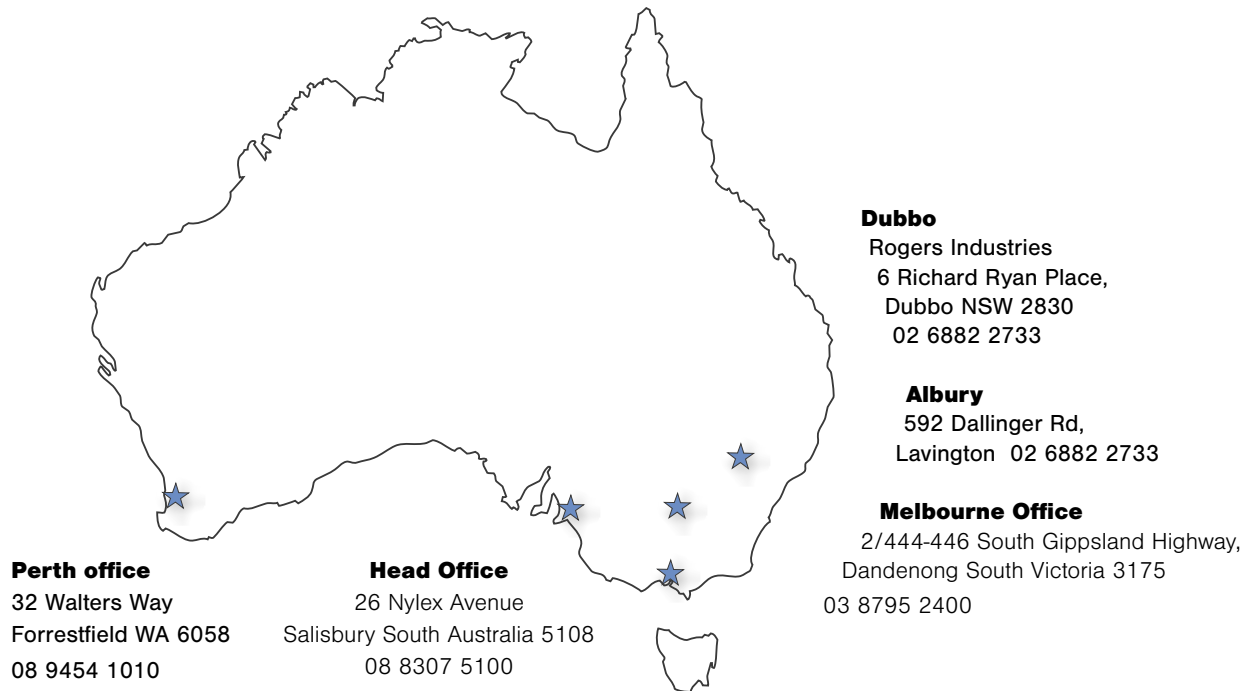 Dubbo
Rogers Industries
6 Richard Ryan Place,
Dubbo NSW 2830
02 6882 2733
Albury
592 Dallinger Rd,
Lavington 02 6882 2733
Melbourne Office
2/444-446 South Gippsland Highway,
Dandenong South Victoria 3175
03 8795 2400
Perth office
32 Walters Way
Forrestfield WA 6058
08 9454 1010
Head Office
26 Nylex Avenue
Salisbury South Australia 5108
08 8307 5100